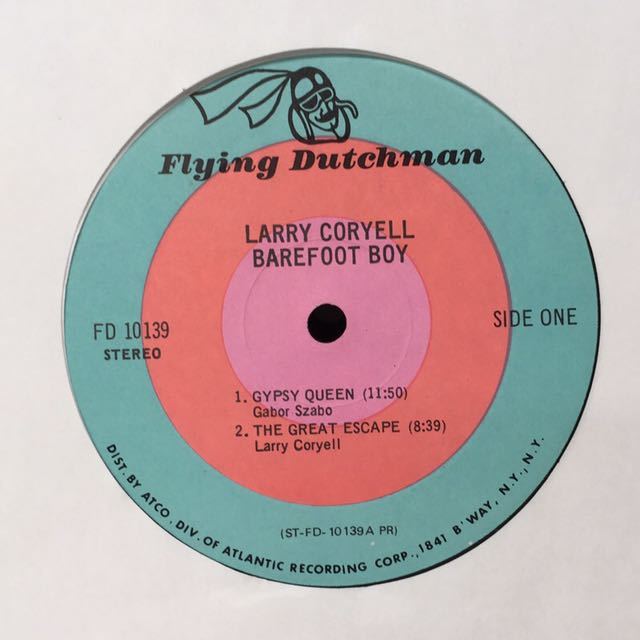 Flying Dutchman
LARRY CORYELL
BAREFOOT BOY
FD 10139
STEREO
SIDE ONE
1. GYPSY QUEEN (11:50)
Gabor Szabo
2. THE GREAT ESCAPE (8:39)
Larry Coryell
(ST-FD-10139A PR)
DIST. BY ATCO, DIV. OF ATLANTIC RECORDING CORP., 1841 B'WAY, N.Y., N.Y.